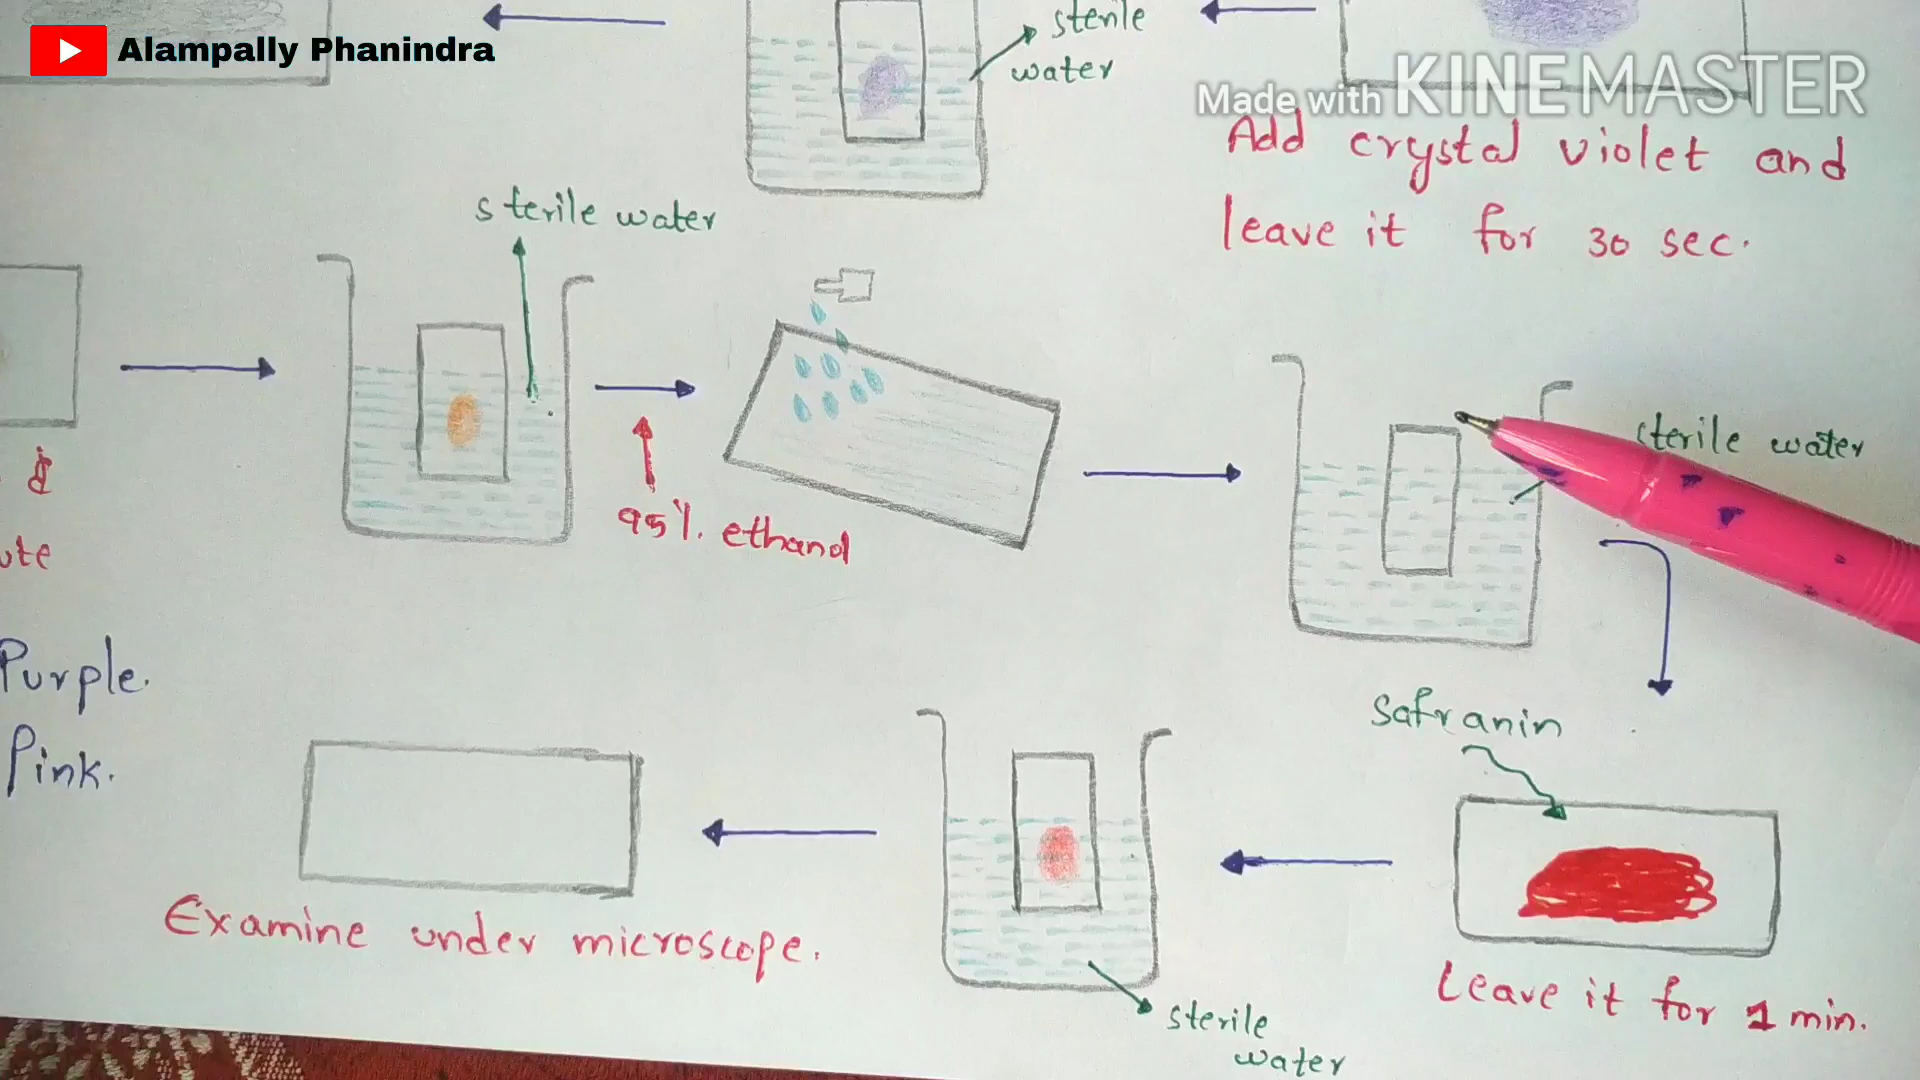 Alampally Phanindra
sterile
water
Made with KINEMASTER
Add crystal violet and
leave it for 30 sec.
sterile water
sterile water
95%. ethanol
Purple.
Pink.
Safranin
Examine under microscope.
Leave it for 1 min.
sterile
water